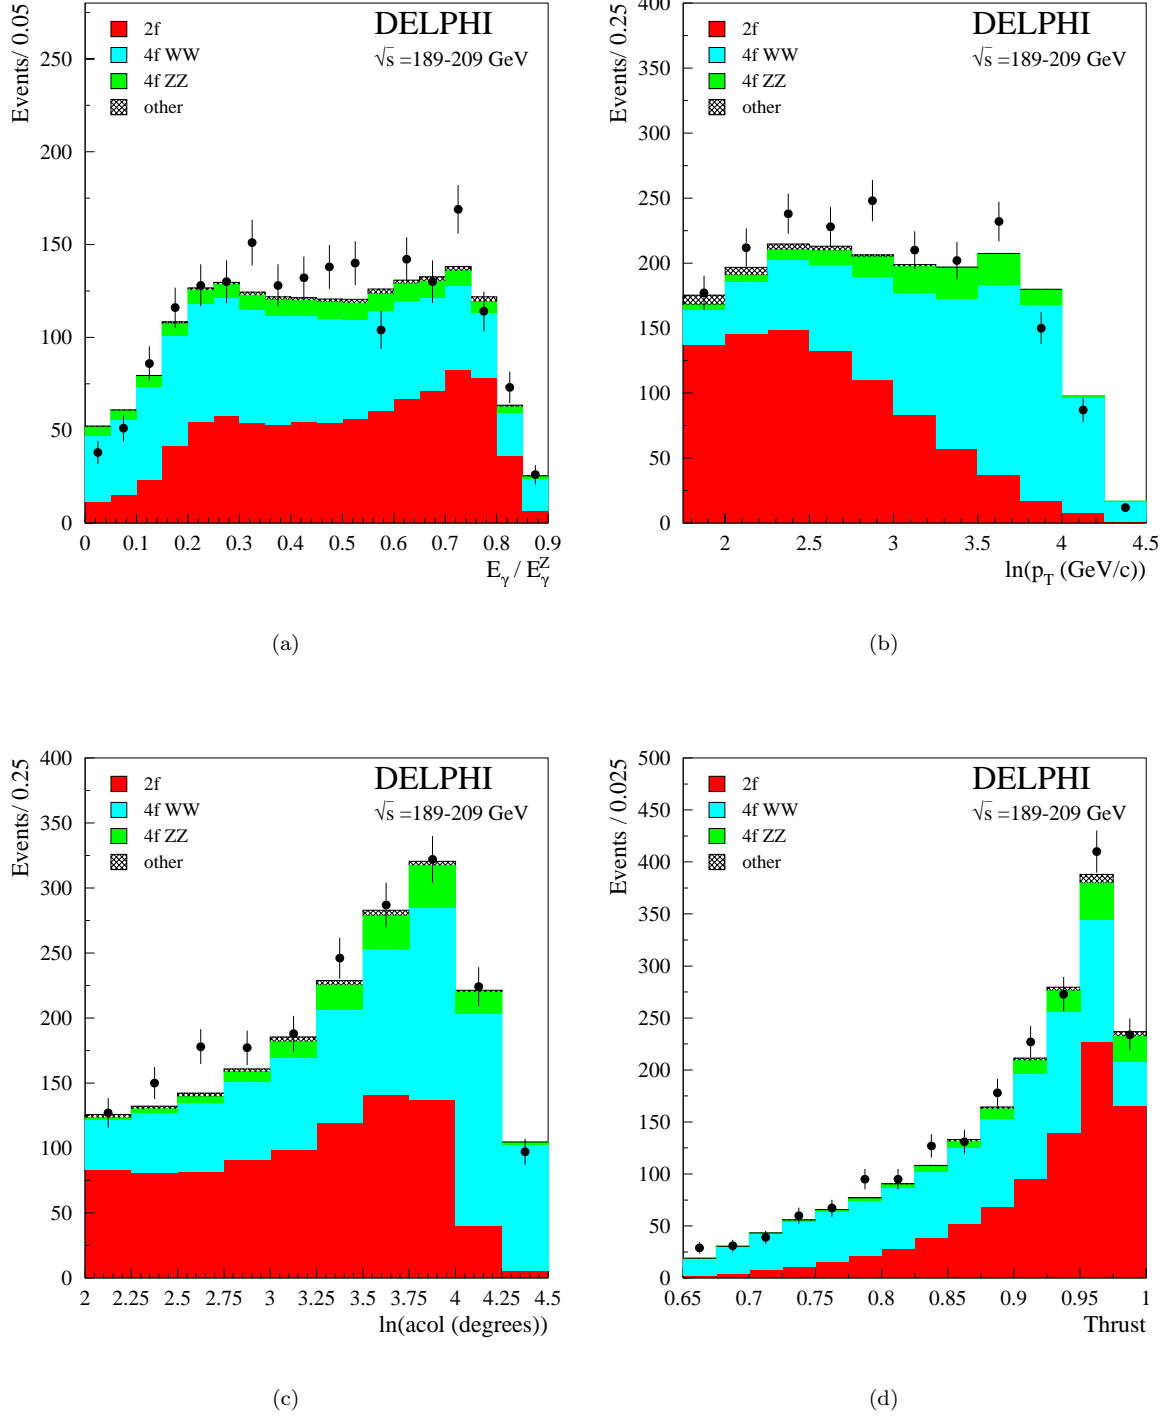 Events/ 0.05
DELPHI
√s =189-209 GeV
2f
4f WW
4f ZZ
other
250
200
150
100
50
0
0 0.1 0.2 0.3 0.4 0.5 0.6 0.7 0.8 0.9
Eγ / EγZ
(a)
Events/ 0.25
DELPHI
√s =189-209 GeV
2f
4f WW
4f ZZ
other
400
350
300
250
200
150
100
50
0
2 2.5 3 3.5 4 4.5
ln(pT (GeV/c))
(b)
Events/ 0.25
DELPHI
√s =189-209 GeV
2f
4f WW
4f ZZ
other
400
350
300
250
200
150
100
50
0
2 2.25 2.5 2.75 3 3.25 3.5 3.75 4 4.25 4.5
ln(acol (degrees))
(c)
Events / 0.025
DELPHI
√s =189-209 GeV
2f
4f WW
4f ZZ
other
500
450
400
350
300
250
200
150
100
50
0
0.65 0.7 0.75 0.8 0.85 0.9 0.95 1
Thrust
(d)